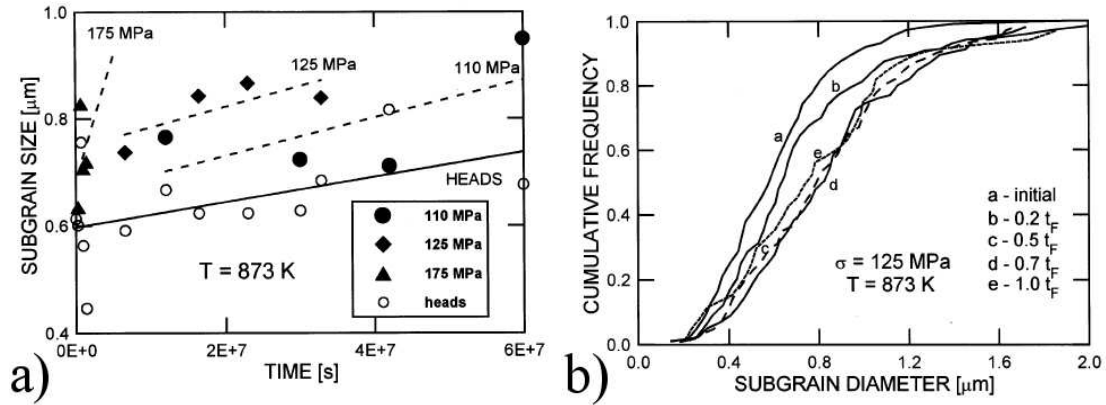 a)
SUBGRAIN SIZE [μm]
1.0
0.8
0.6
0.4
175 MPa
125 MPa
110 MPa
HEADS
T = 873 K
110 MPa
125 MPa
175 MPa
heads
0E+0
2E+7
4E+7
6E+7
TIME [s]
b)
CUMULATIVE FREQUENCY
1.0
0.8
0.6
0.4
0.2
0.0
a
b
e
c
d
a - initial
b - 0.2 tF
c - 0.5 tF
d - 0.7 tF
e - 1.0 tF
σ = 125 MPa
T = 873 K
0.4
0.8
1.2
1.6
2.0
SUBGRAIN DIAMETER [μm]